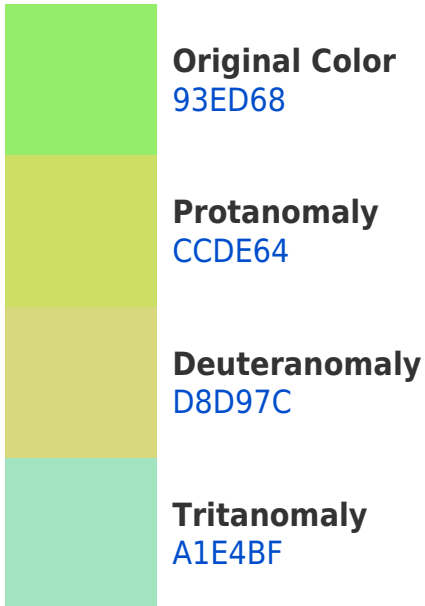 Original Color
93ED68
Protanomaly
CCDE64
Deuteranomaly
D8D97C
Tritanomaly
A1E4BF